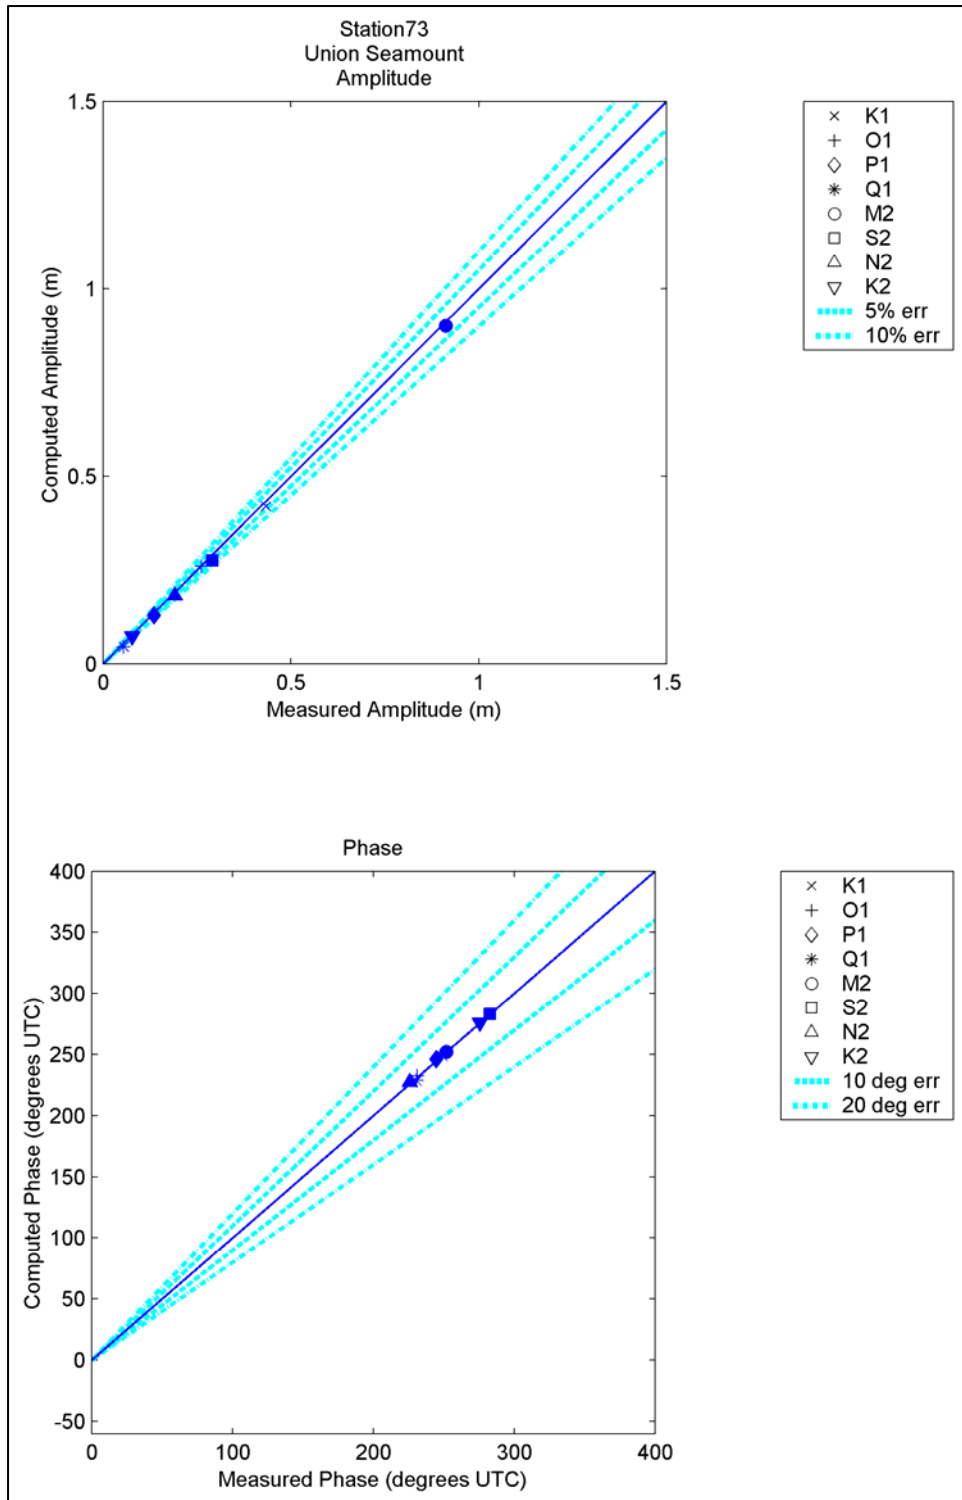 Station73
Union Seamount
Amplitude
1.5
1
0.5
0
0
0.5
1
1.5
Computed Amplitude (m)
Measured Amplitude (m)
K1
O1
P1
Q1
M2
S2
N2
K2
5% err
10% err
Phase
400
350
300
250
200
150
100
50
0
-50
0
100
200
300
400
Computed Phase (degrees UTC)
Measured Phase (degrees UTC)
K1
O1
P1
Q1
M2
S2
N2
K2
10 deg err
20 deg err